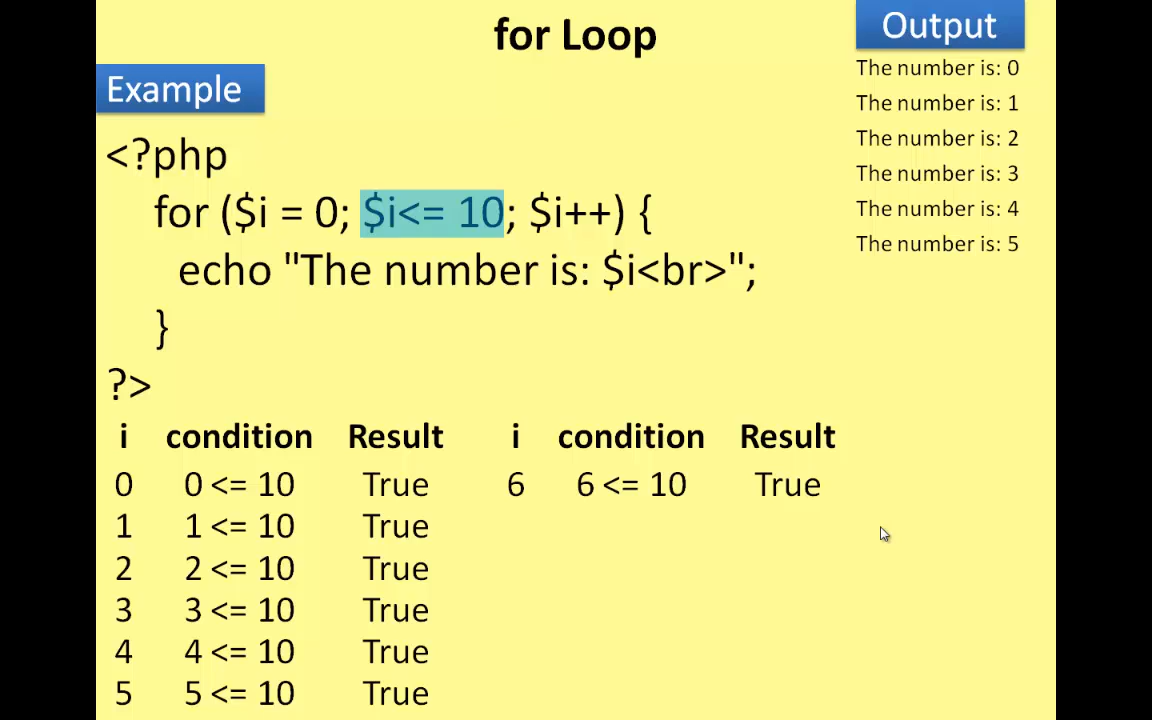 for Loop
Output
The number is: 0
The number is: 1
The number is: 2
The number is: 3
The number is: 4
The number is: 5
Example
<?php
for ($i = 0; $i<= 10; $i++) {
echo "The number is: $i<br>";
}
?>
i condition Result i condition Result
0 0 <= 10 True 6 6 <= 10 True
1 1 <= 10 True
2 2 <= 10 True
3 3 <= 10 True
4 4 <= 10 True
5 5 <= 10 True